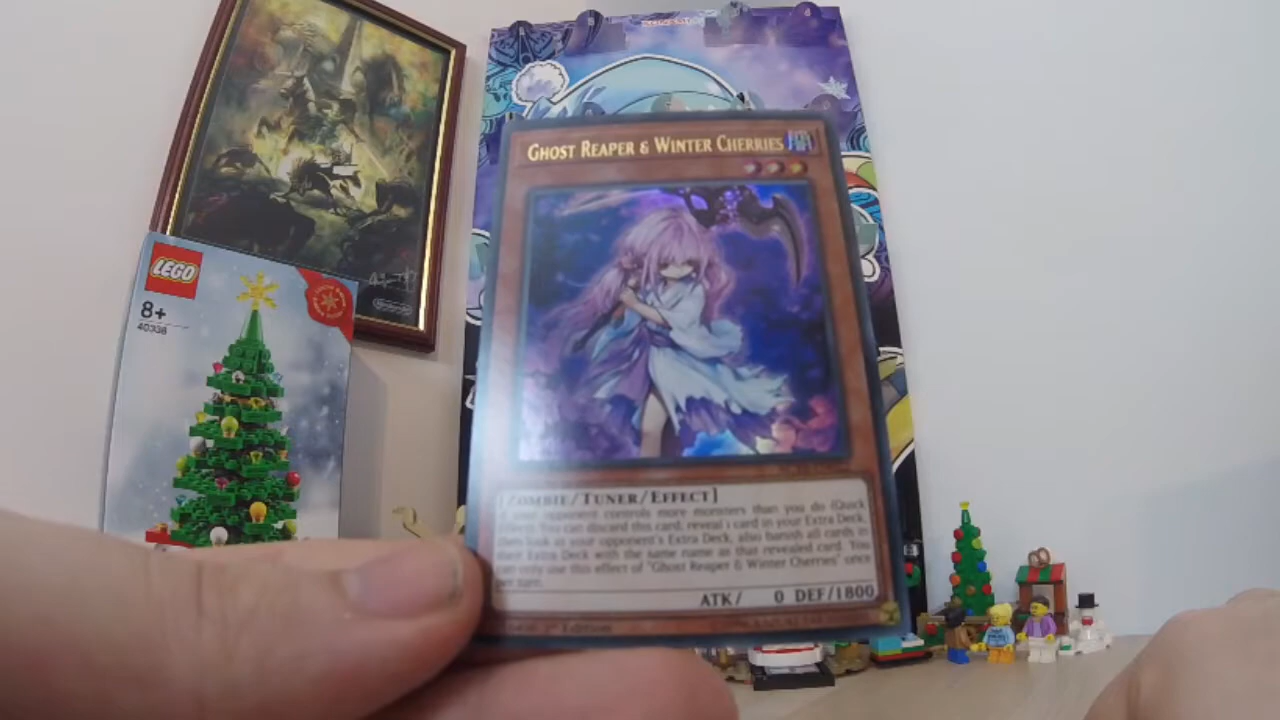 GHOST REAPER & WINTER CHERRIES
LEGO
8+
40338
Nintendo
[ZOMBIE/TUNER/EFFECT]
If your opponent controls more monsters than you do (Quick
Effect): You can discard this card; reveal 1 card in your Extra Deck,
then look at your opponent's Extra Deck, also banish all cards in
their Extra Deck with the same name as that revealed card. You
can only use this effect of "Ghost Reaper & Winter Cherries" once
per turn.
ATK/ 0 DEF/1800
1st Edition